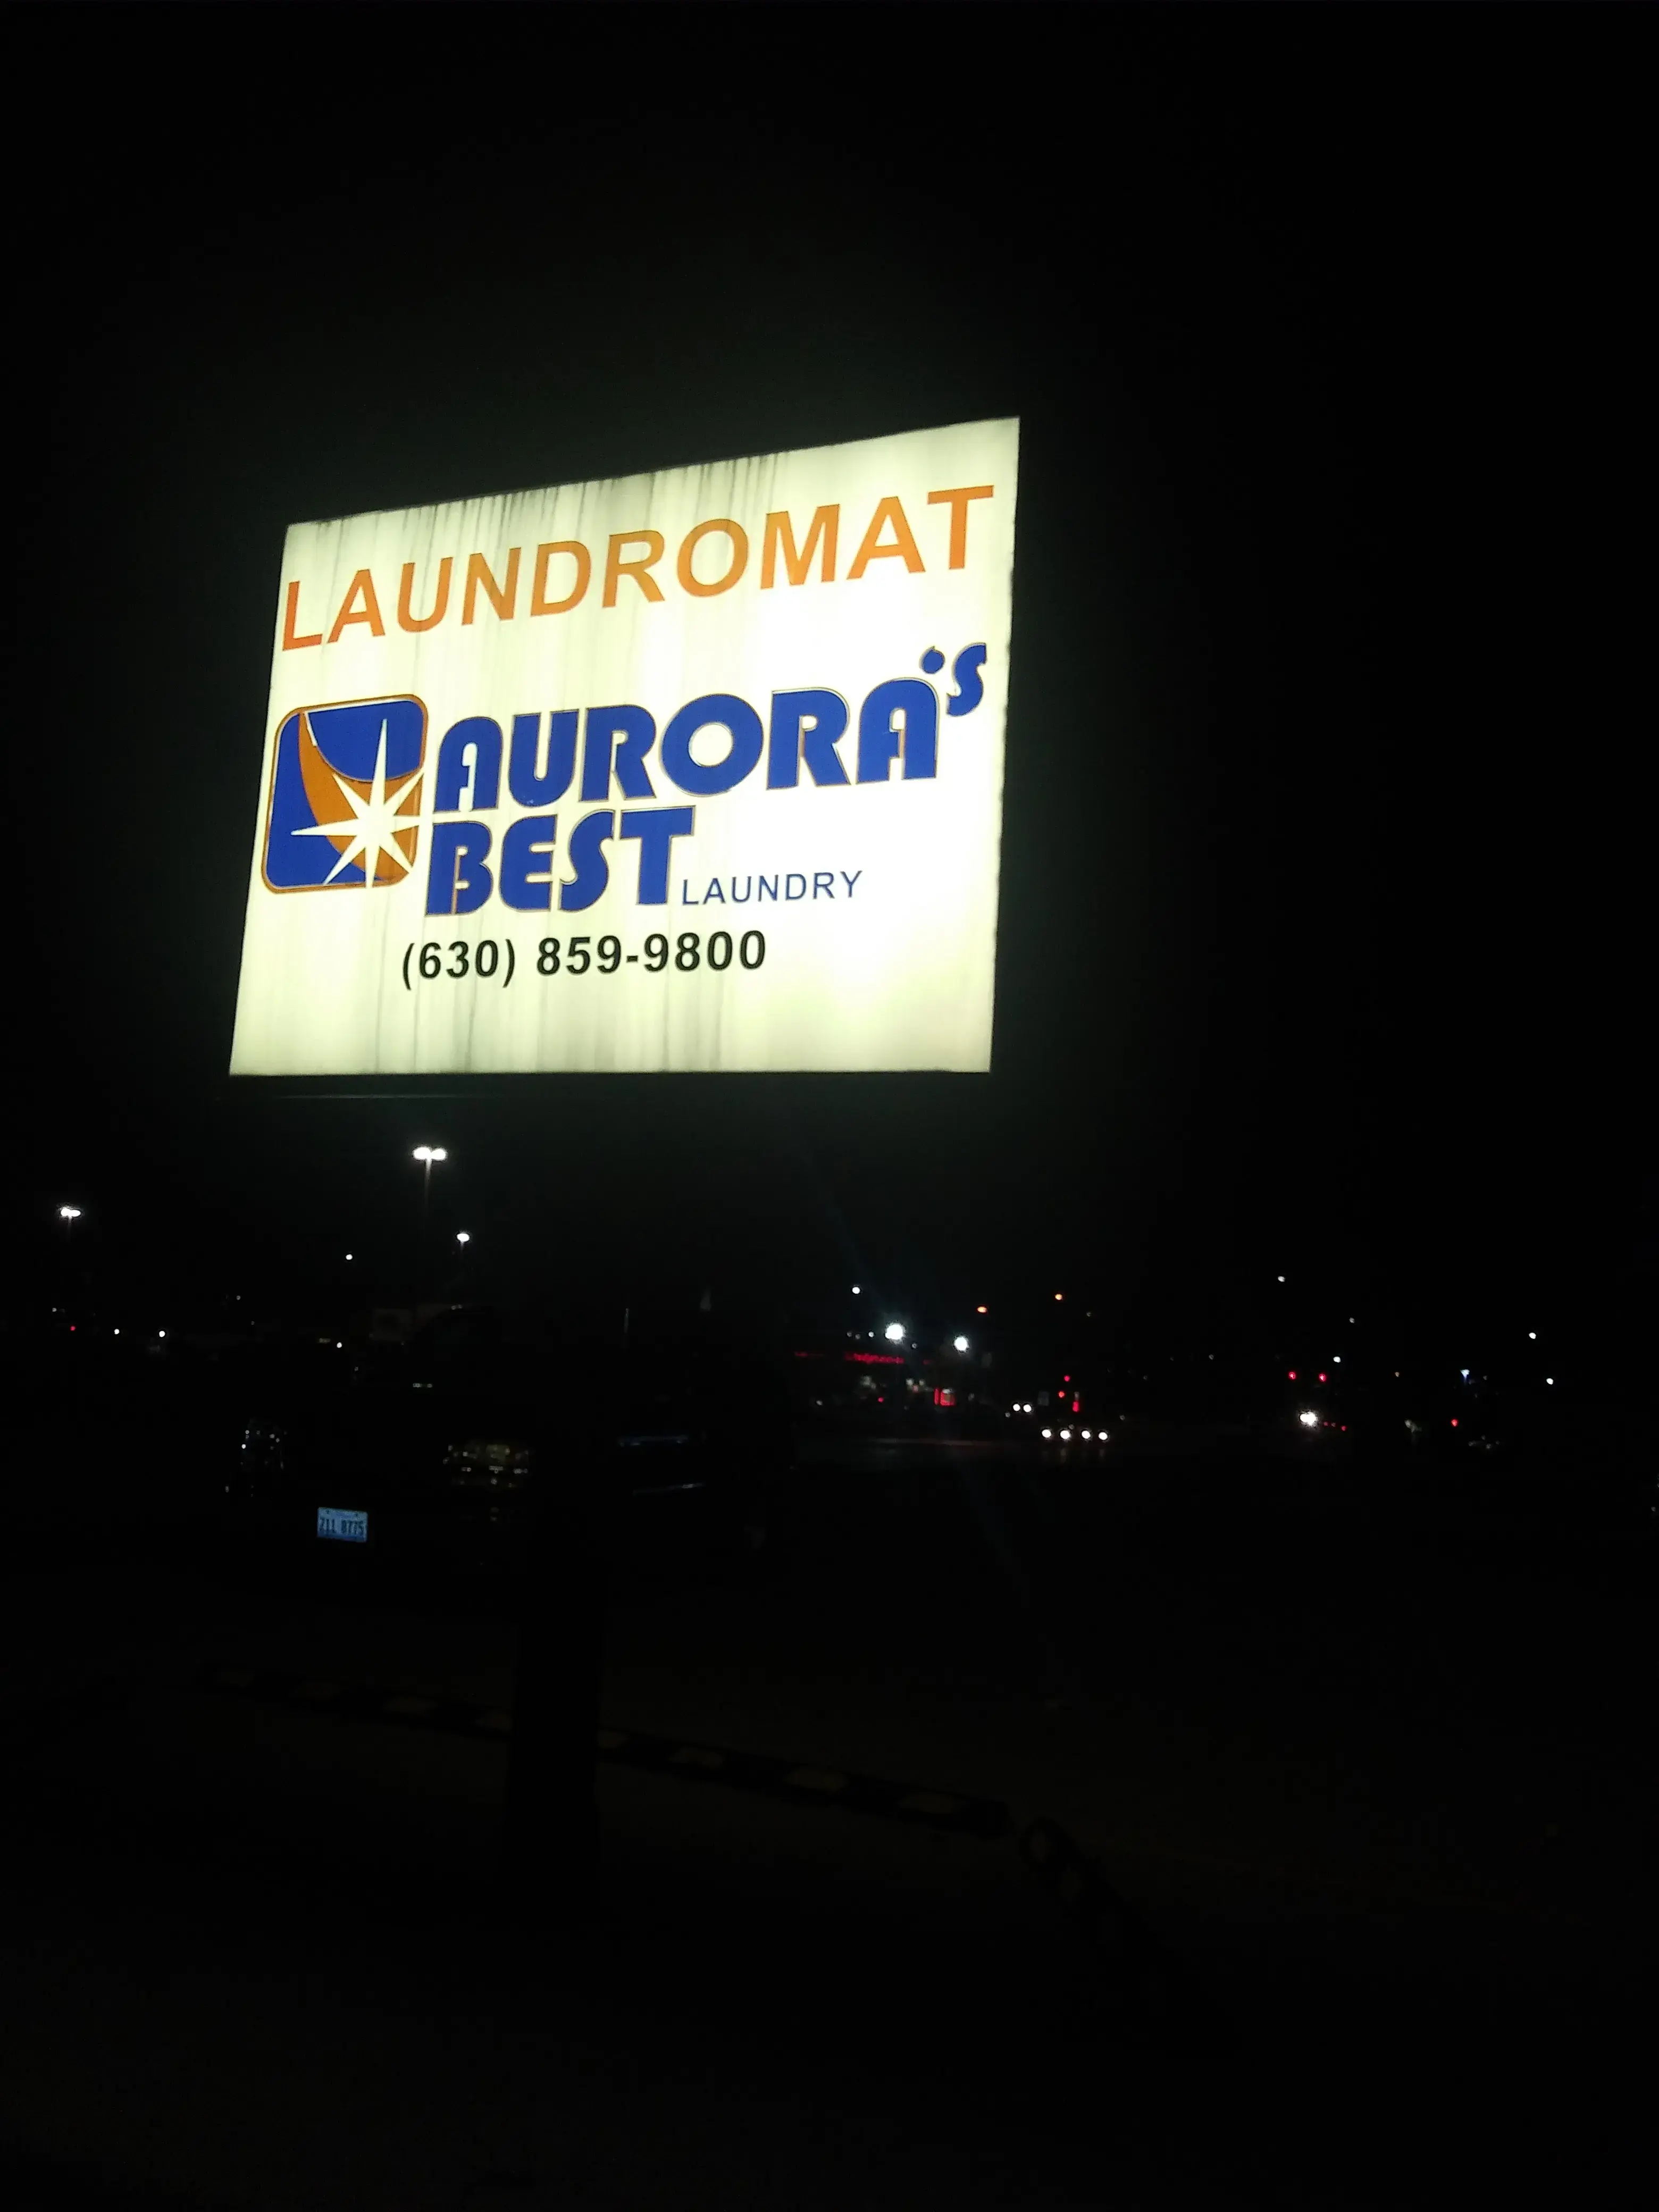 LAUNDROMAT
AURORA'S
BEST LAUNDRY
(630) 859-9800